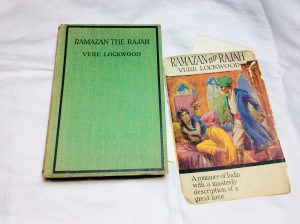 RAMAZAN THE RAJAH
VERE LOCKWOOD
RAMAZAN THE RAJAH
VERE LOCKWOOD
A romance of India
with a masterly
description of a
great love.